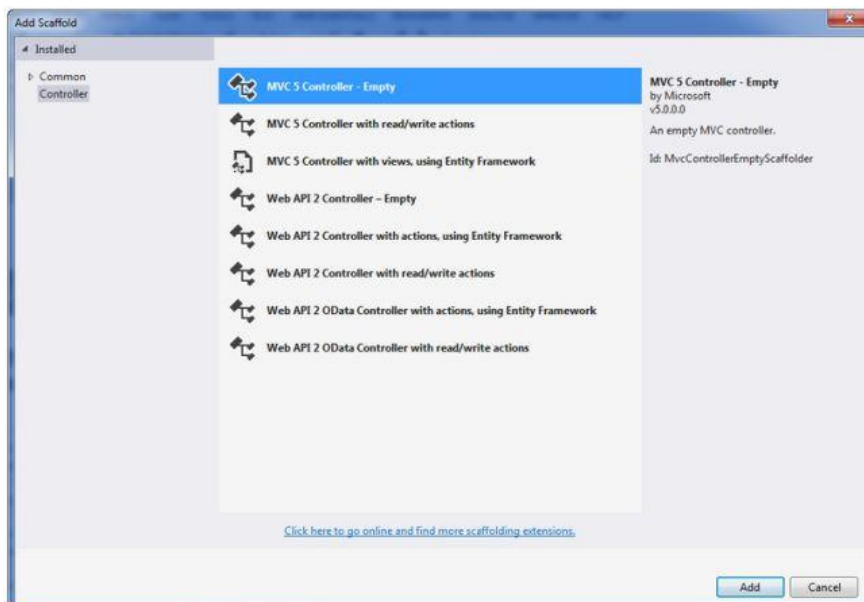 Add Scaffold
Installed
Common
Controller
MVC 5 Controller - Empty
MVC 5 Controller with read/write actions
MVC 5 Controller with views, using Entity Framework
Web API 2 Controller – Empty
Web API 2 Controller with actions, using Entity Framework
Web API 2 Controller with read/write actions
Web API 2 OData Controller with actions, using Entity Framework
Web API 2 OData Controller with read/write actions
Click here to go online and find more scaffolding extensions.
MVC 5 Controller - Empty
by Microsoft
v5.0.0.0
An empty MVC controller.
Id: MvcControllerEmptyScaffolder
Add
Cancel